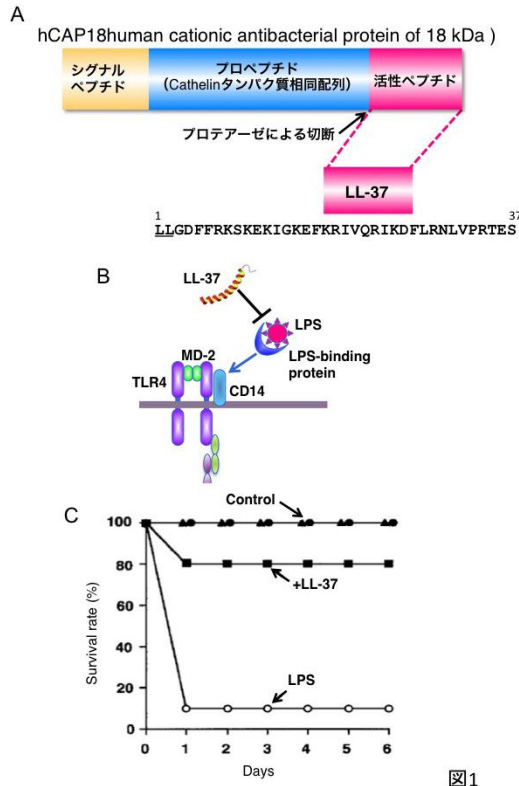 A
hCAP18human cationic antibacterial protein of 18 kDa )
シグナル
ペプチド
プロペプチド
（Cathelinタンパク質相同配列）
活性ペプチド
プロテアーゼによる切断
LL-37
1
37
LLGDFFRKSKEKIGKEFKRIVQRIKDFLRNLVPRTES
B
LL-37
LPS
MD-2
LPS-binding
protein
TLR4
CD14
C
Control
100
80
+LL-37
60
Survival rate (%)
40
20
LPS
0
0 1 2 3 4 5 6
Days
図1